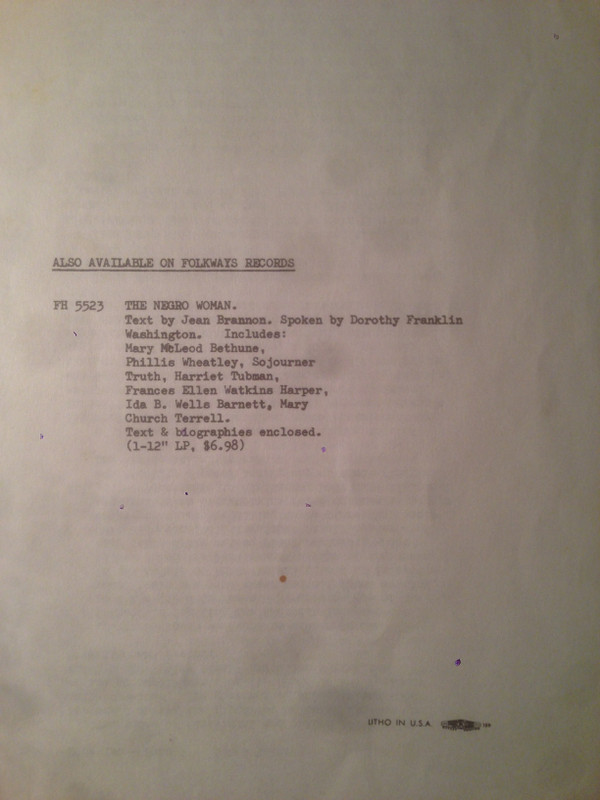 ALSO AVAILABLE ON FOLKWAYS RECORDS
FH 5523 THE NEGRO WOMAN.
Text by Jean Brannon. Spoken by Dorothy Franklin
Washington. Includes:
Mary McLeod Bethune,
Phillis Wheatley, Sojourner
Truth, Harriet Tubman,
Frances Ellen Watkins Harper,
Ida B. Wells Barnett, Mary
Church Terrell.
Text & biographies enclosed.
(1-12" LP, $6.98)
LITHO IN U.S.A.